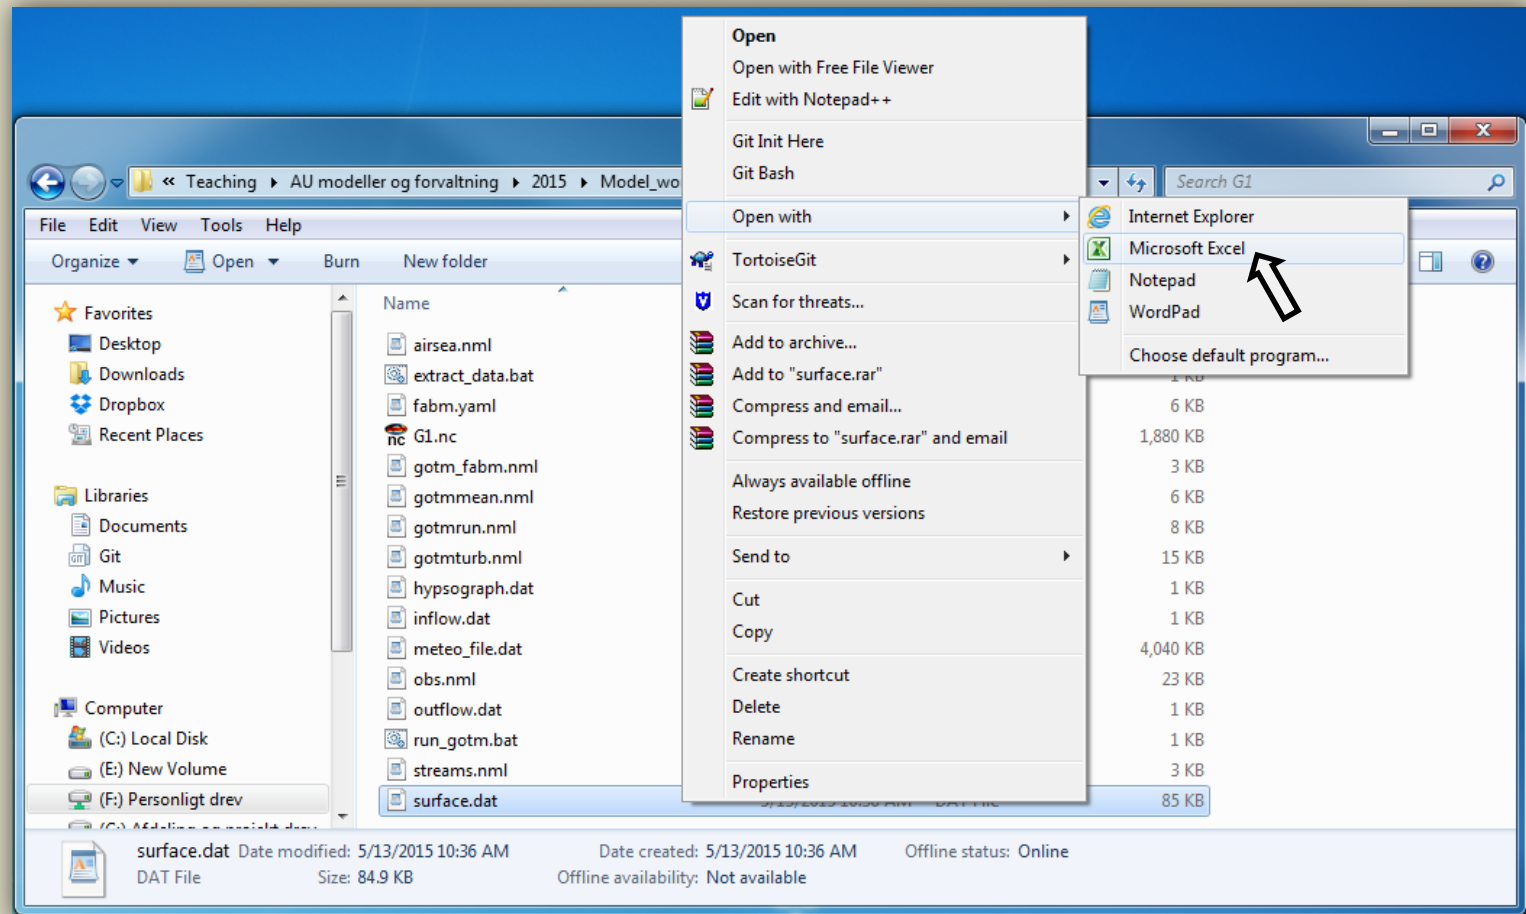 Open
Open with Free File Viewer
Edit with Notepad++
Git Init Here
Git Bash
Open with
TortoiseGit
Scan for threats...
Add to archive...
Add to "surface.rar"
Compress and email...
Compress to "surface.rar" and email
Always available offline
Restore previous versions
Send to
Cut
Copy
Create shortcut
Delete
Rename
Properties
Internet Explorer
Microsoft Excel
Notepad
WordPad
Choose default program...
« Teaching AU modeller og forvaltning 2015 Model_wo
Search G1
File Edit View Tools Help
Organize Open Burn New folder
Favorites
Desktop
Downloads
Dropbox
Recent Places
Libraries
Documents
Git
Music
Pictures
Videos
Computer
(C:) Local Disk
(E:) New Volume
(F:) Personligt drev
Name
airsea.nml
extract_data.bat 1 KB
fabm.yaml 6 KB
nc G1.nc 1,880 KB
gotm_fabm.nml 3 KB
gotmmean.nml 6 KB
gotmrun.nml 8 KB
gotmturb.nml 15 KB
hypsograph.dat 1 KB
inflow.dat 1 KB
meteo_file.dat 4,040 KB
obs.nml 23 KB
outflow.dat 1 KB
run_gotm.bat 1 KB
streams.nml 3 KB
surface.dat 85 KB
surface.dat Date modified: 5/13/2015 10:36 AM Date created: 5/13/2015 10:36 AM Offline status: Online
DAT File Size: 84.9 KB Offline availability: Not available